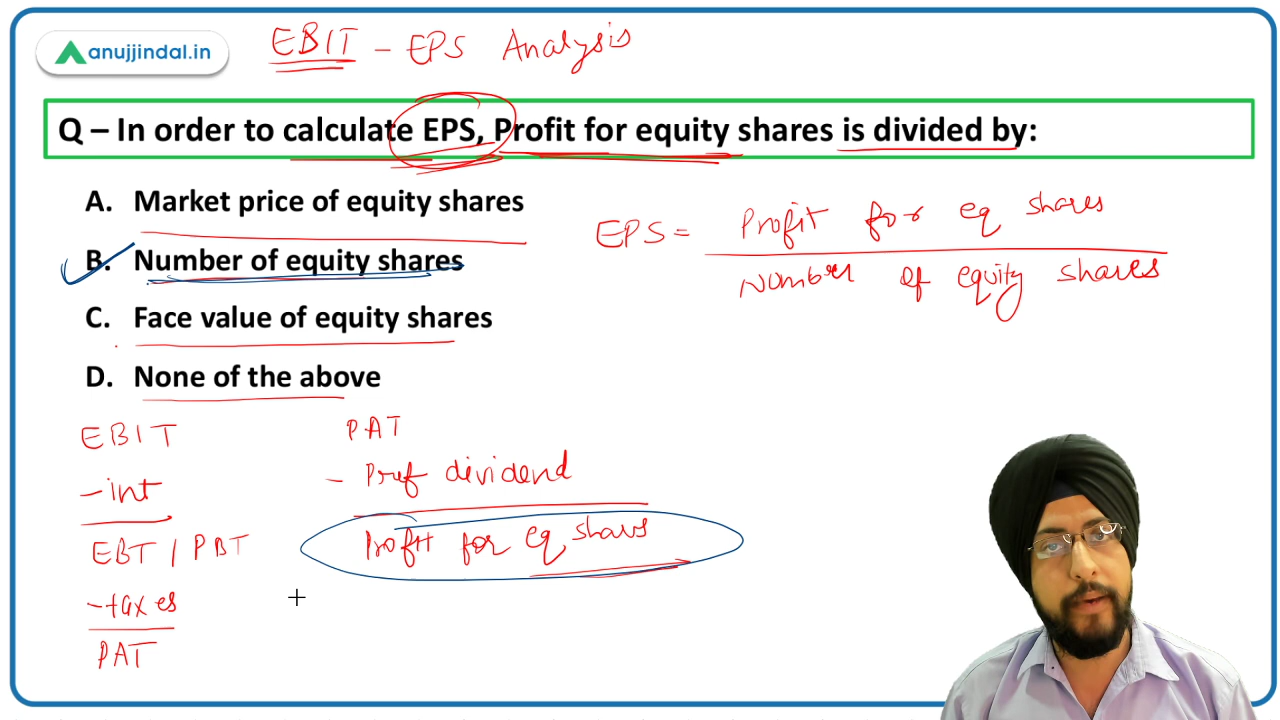 anujjindal.in
EBIT - EPS Analysis
Q – In order to calculate EPS, Profit for equity shares is divided by:
A. Market price of equity shares
B. Number of equity shares
C. Face value of equity shares
D. None of the above
EPS = Profit for eq shares
Number of equity shares
EBIT
- int
EBT / PBT
- taxes
PAT
PAT
- Pref dividend
Profit for eq shares